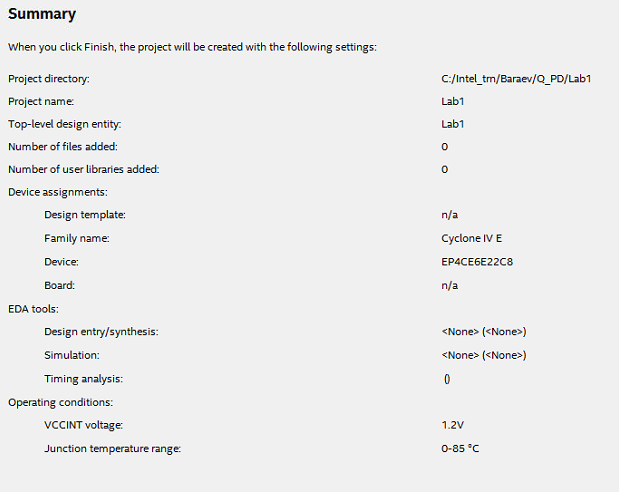 Summary
When you click Finish, the project will be created with the following settings:
Project directory: C:/Intel_trn/Baraev/Q_PD/Lab1
Project name: Lab1
Top-level design entity: Lab1
Number of files added: 0
Number of user libraries added: 0
Device assignments:
Design template: n/a
Family name: Cyclone IV E
Device: EP4CE6E22C8
Board: n/a
EDA tools:
Design entry/synthesis: <None> (<None>)
Simulation: <None> (<None>)
Timing analysis: ()
Operating conditions:
VCCINT voltage: 1.2V
Junction temperature range: 0-85 °C